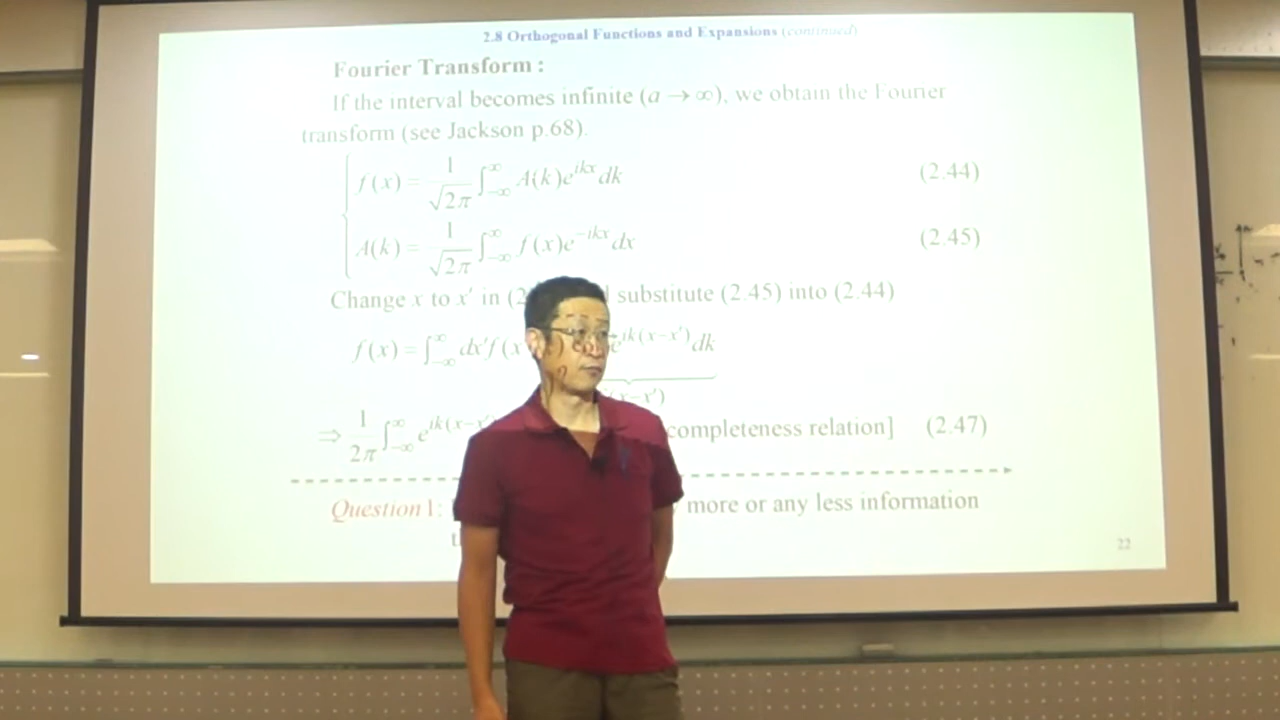 2.8 Orthogonal Functions and Expansions (continued)
Fourier Transform :
If the interval becomes infinite (a → ∞), we obtain the Fourier
transform (see Jackson p.68).
f(x) = 1/√2π ∫_{-∞}^{∞} A(k)e^{ikx} dk (2.44)
A(k) = 1/√2π ∫_{-∞}^{∞} f(x)e^{-ikx} dx (2.45)
Change x to x′ in (2 substitute (2.45) into (2.44)
f(x) = ∫_{-∞}^{∞} dx′f(x e^{ik(x-x′)} dk
(x-x′)
⇒ 1/2π ∫_{-∞}^{∞} e^{ik(x-x′ completeness relation] (2.47)
Question 1: more or any less information
22